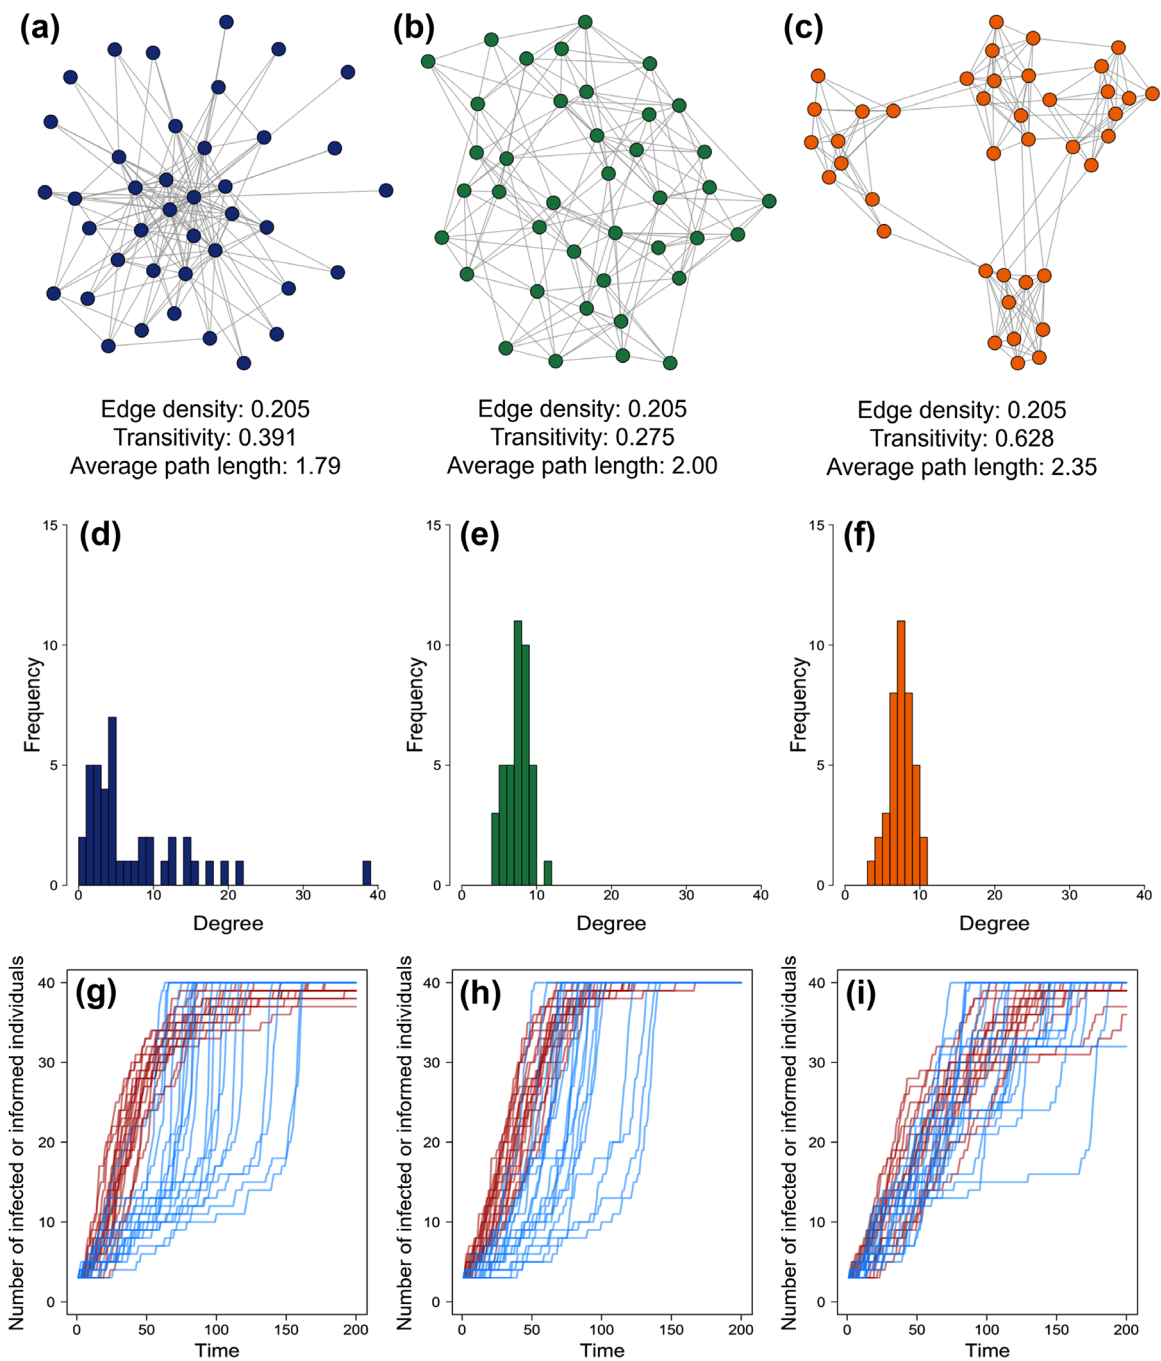 (a)
(b)
(c)
Edge density: 0.205
Transitivity: 0.391
Average path length: 1.79
Edge density: 0.205
Transitivity: 0.275
Average path length: 2.00
Edge density: 0.205
Transitivity: 0.628
Average path length: 2.35
(d)
15
10
5
0
Frequency
0 10 20 30 40
Degree
(e)
15
10
5
0
Frequency
0 10 20 30 40
Degree
(f)
15
10
5
0
Frequency
0 10 20 30 40
Degree
(g)
40
30
20
10
0
Number of infected or informed individuals
0 50 100 150 200
Time
(h)
40
30
20
10
0
Number of infected or informed individuals
0 50 100 150 200
Time
(i)
40
30
20
10
0
Number of infected or informed individuals
0 50 100 150 200
Time